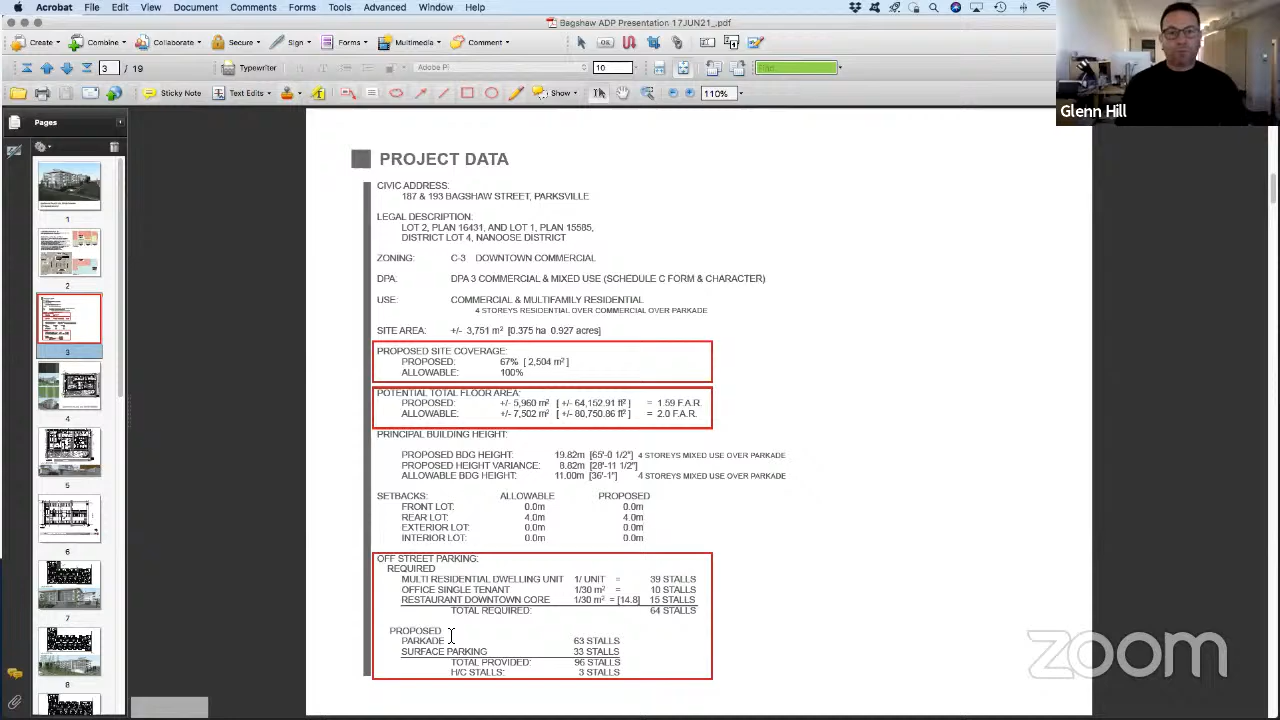 Acrobat File Edit View Document Comments Forms Tools Advanced Window Help
Bagshaw ADP Presentation 17JUN21_.pdf
Create Combine Collaborate Secure Sign Forms Multimedia Comment
3 / 19 Typewriter Adobe Pi 10 Find
Sticky Note Text Edits Show 110%
Glenn Hill
Pages
1
2
3
4
5
6
7
8
PROJECT DATA
CIVIC ADDRESS:
187 & 193 BAGSHAW STREET, PARKSVILLE
LEGAL DESCRIPTION:
LOT 2, PLAN 16431, AND LOT 1, PLAN 15585,
DISTRICT LOT 4, NANOOSE DISTRICT
ZONING: C-3 DOWNTOWN COMMERCIAL
DPA: DPA 3 COMMERCIAL & MIXED USE (SCHEDULE C FORM & CHARACTER)
USE: COMMERCIAL & MULTIFAMILY RESIDENTIAL
4 STOREYS RESIDENTIAL OVER COMMERCIAL OVER PARKADE
SITE AREA: +/- 3,751 m² [0.375 ha 0.927 acres]
PROPOSED SITE COVERAGE:
PROPOSED: 67% [ 2,504 m² ]
ALLOWABLE: 100%
POTENTIAL TOTAL FLOOR AREA:
PROPOSED: +/- 5,960 m² [ +/- 64,152.91 ft² ] = 1.59 F.A.R.
ALLOWABLE: +/- 7,502 m² [ +/- 80,750.86 ft² ] = 2.0 F.A.R.
PRINCIPAL BUILDING HEIGHT:
PROPOSED BDG HEIGHT: 19.82m [65'-0 1/2"] 4 STOREYS MIXED USE OVER PARKADE
PROPOSED HEIGHT VARIANCE: 8.82m [28'-11 1/2"]
ALLOWABLE BDG HEIGHT: 11.00m [36'-1"] 4 STOREYS MIXED USE OVER PARKADE
SETBACKS: ALLOWABLE PROPOSED
FRONT LOT: 0.0m 0.0m
REAR LOT: 4.0m 4.0m
EXTERIOR LOT: 0.0m 0.0m
INTERIOR LOT: 0.0m 0.0m
OFF STREET PARKING:
REQUIRED
MULTI RESIDENTIAL DWELLING UNIT 1/ UNIT = 39 STALLS
OFFICE SINGLE TENANT 1/30 m² = 10 STALLS
RESTAURANT DOWNTOWN CORE 1/30 m² = [14.8] 15 STALLS
TOTAL REQUIRED: 64 STALLS
PROPOSED
PARKADE 63 STALLS
SURFACE PARKING 33 STALLS
TOTAL PROVIDED: 96 STALLS
H/C STALLS: 3 STALLS
zoom